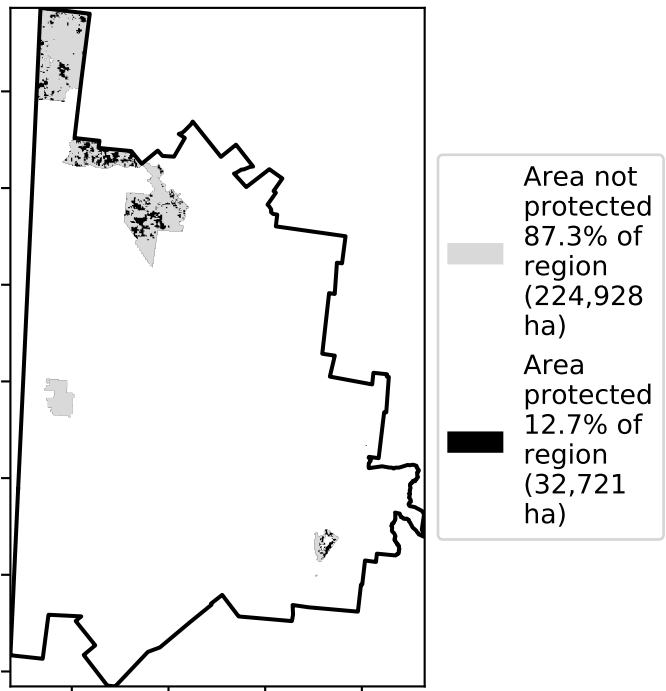 Area not
protected
87.3% of
region
(224,928
ha)
Area
protected
12.7% of
region
(32,721
ha)